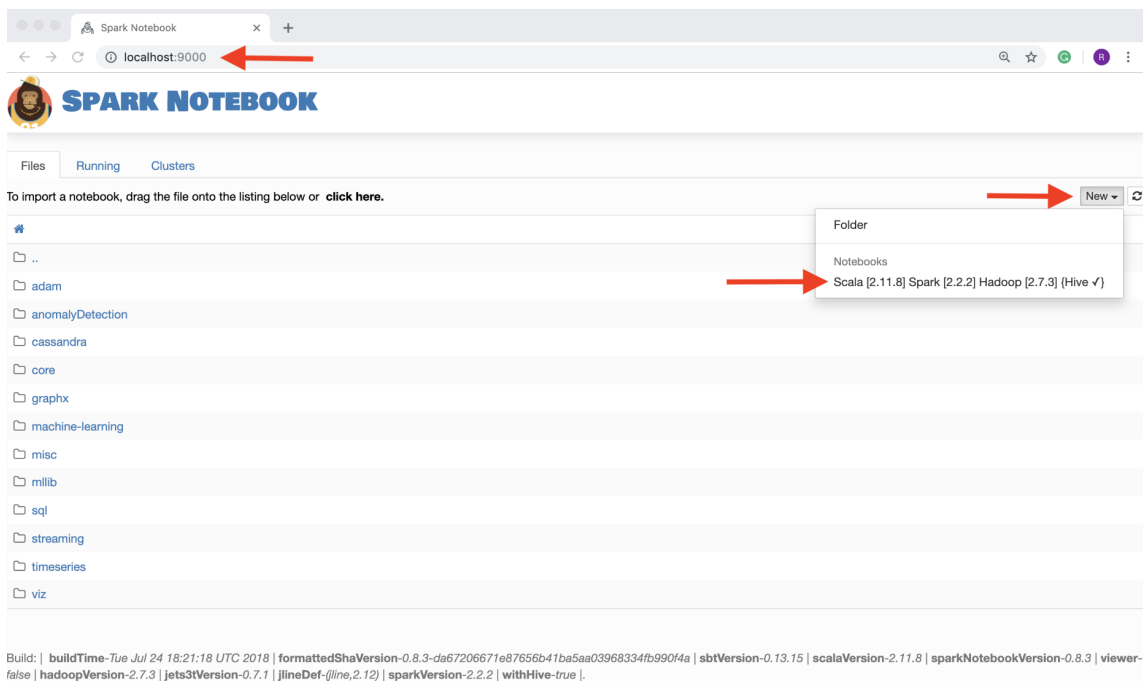 Spark Notebook
localhost:9000
R
SPARK NOTEBOOK
Files Running Clusters
To import a notebook, drag the file onto the listing below or click here.
New
Folder
Notebooks
Scala [2.11.8] Spark [2.2.2] Hadoop [2.7.3] {Hive ✓}
..
adam
anomalyDetection
cassandra
core
graphx
machine-learning
misc
mllib
sql
streaming
timeseries
viz
Build: | buildTime-Tue Jul 24 18:21:18 UTC 2018 | formattedShaVersion-0.8.3-da67206671e87656b41ba5aa03968334fb990f4a | sbtVersion-0.13.15 | scalaVersion-2.11.8 | sparkNotebookVersion-0.8.3 | viewer-
false | hadoopVersion-2.7.3 | jets3tVersion-0.7.1 | jlineDef-(jline,2.12) | sparkVersion-2.2.2 | withHive-true |.